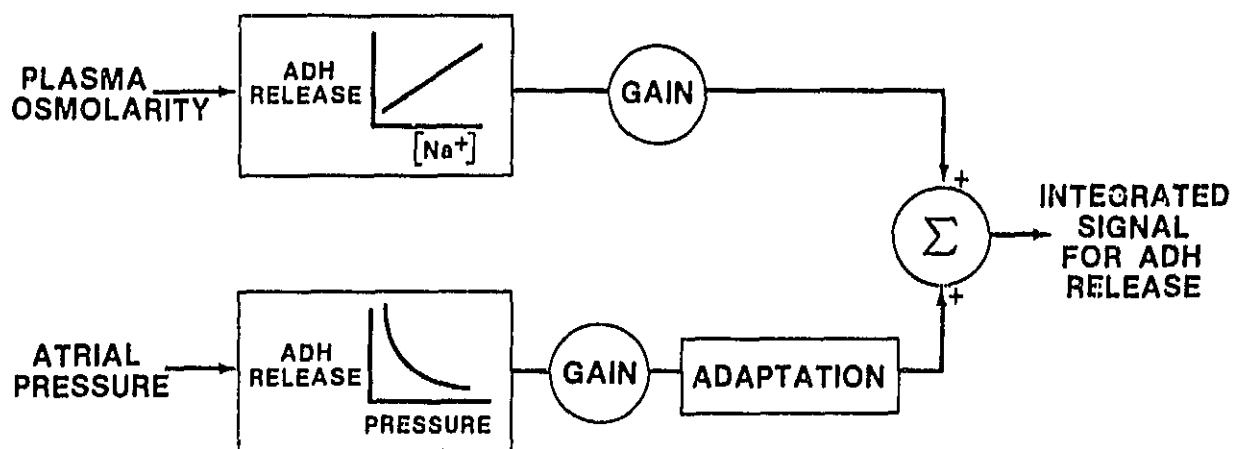 PLASMA
OSMOLARITY
ADH
RELEASE
[Na+]
GAIN
+
Σ
+
INTEGRATED
SIGNAL
FOR ADH
RELEASE
ATRIAL
PRESSURE
ADH
RELEASE
PRESSURE
GAIN
ADAPTATION